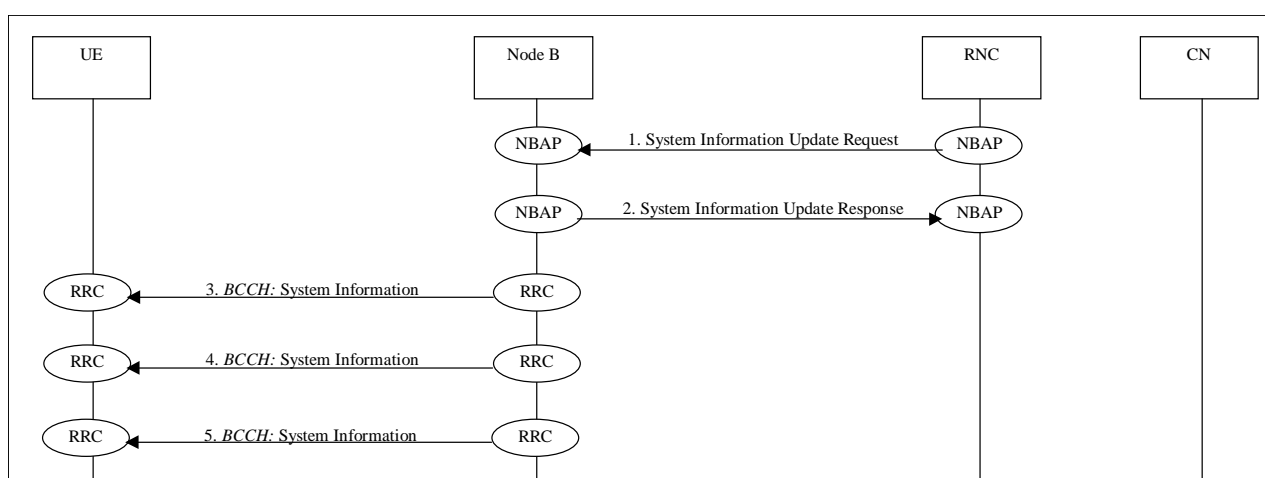 UE Node B RNC CN
NBAP 1. System Information Update Request NBAP
NBAP 2. System Information Update Response NBAP
RRC 3. BCCH: System Information RRC
RRC 4. BCCH: System Information RRC
RRC 5. BCCH: System Information RRC